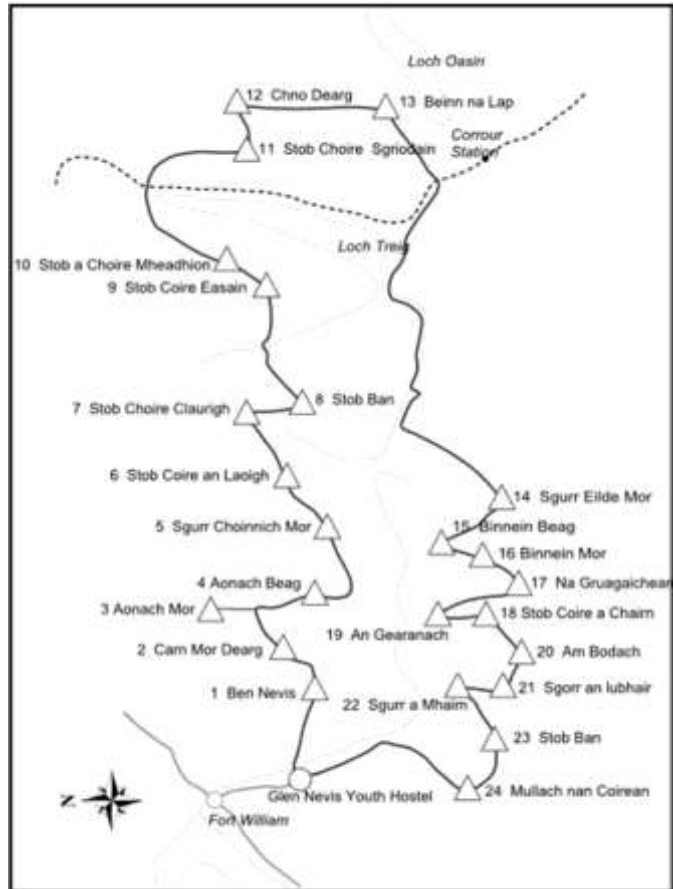 Loch Oasin
12 Chno Dearg
13 Beinn na Lap
Corrour
Station
11 Stob Choire Sgriodain
Loch Treig
10 Stob a Choire Mheadhion
9 Stob Coire Easain
8 Stob Ban
7 Stob Choire Claurigh
6 Stob Coire an Laoigh
14 Sgurr Eilde Mor
5 Sgurr Choinnich Mor
15 Binnein Beag
16 Binnein Mor
4 Aonach Beag
17 Na Gruagaichean
3 Aonach Mor
18 Stob Coire a Chairn
19 An Gearanach
2 Carn Mor Dearg
20 Am Bodach
1 Ben Nevis
21 Sgorr an Iubhair
22 Sgurr a Mhaim
23 Stob Ban
Glen Nevis Youth Hostel
24 Mullach nan Coirean
N
Fort William